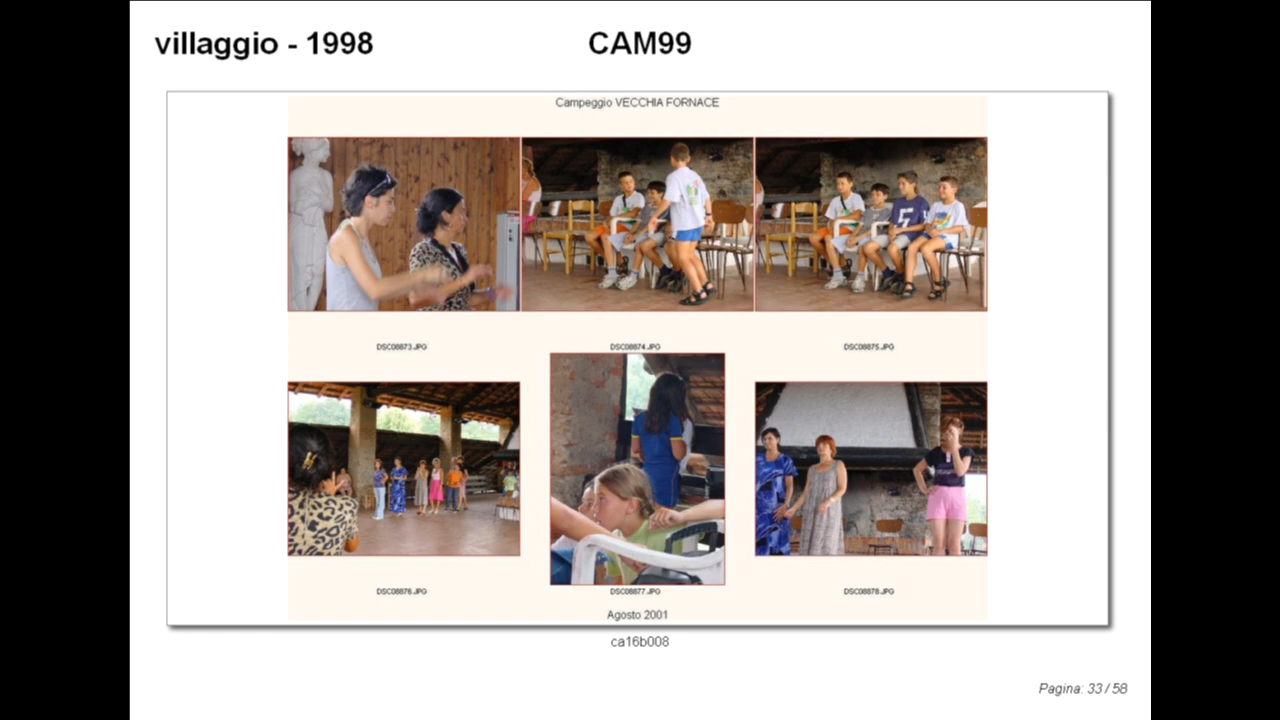 villaggio - 1998
CAM99
Campeggio VECCHIA FORNACE
DSC08873.JPG
DSC08874.JPG
DSC08875.JPG
DSC08876.JPG
DSC08877.JPG
DSC08878.JPG
Agosto 2001
ca16b008
Pagina: 33 / 58